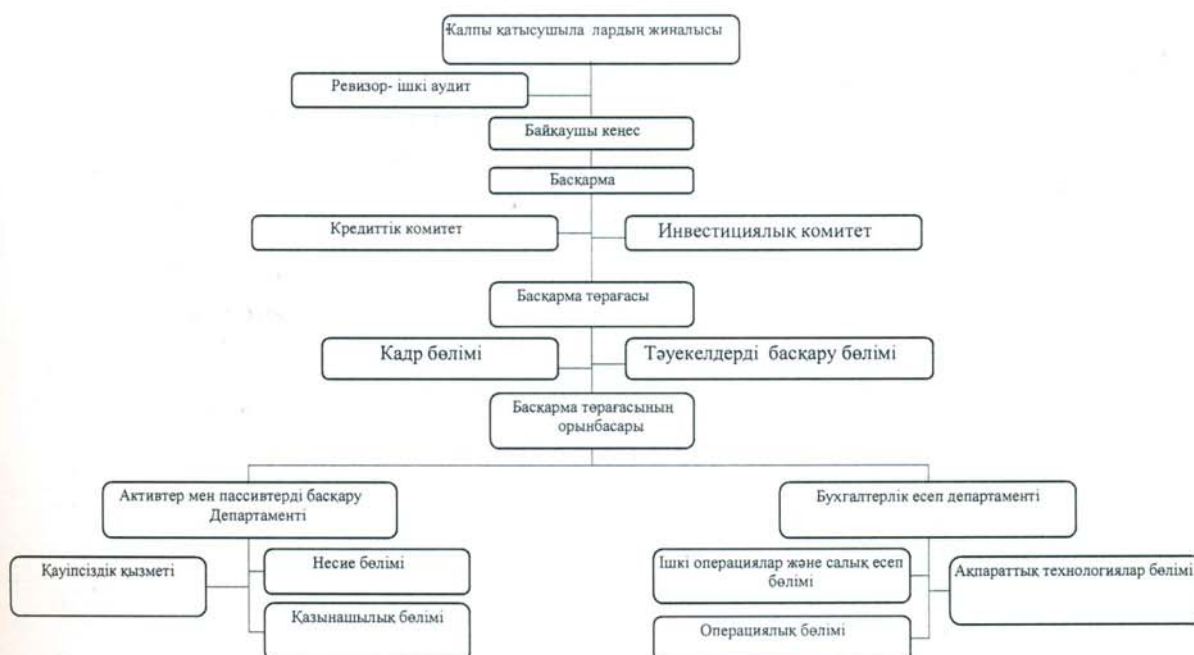 Жалпы қатысушыла лардың жиналысы
Ревизор- ішкі аудит
Байқаушы кеңес
Басқарма
Кредиттік комитет
Инвестициялық комитет
Басқарма төрағасы
Кадр бөлімі
Тәуекелдерді басқару бөлімі
Басқарма төрағасының
орынбасары
Активтер мен пассивтерді басқару
Департаменті
Бухгалтерлік есеп департаменті
Қауіпсіздік қызметі
Несие бөлімі
Қазынашылық бөлімі
Ішкі операциялар және салық есеп
бөлімі
Операциялық бөлімі
Ақпараттық технологиялар бөлімі